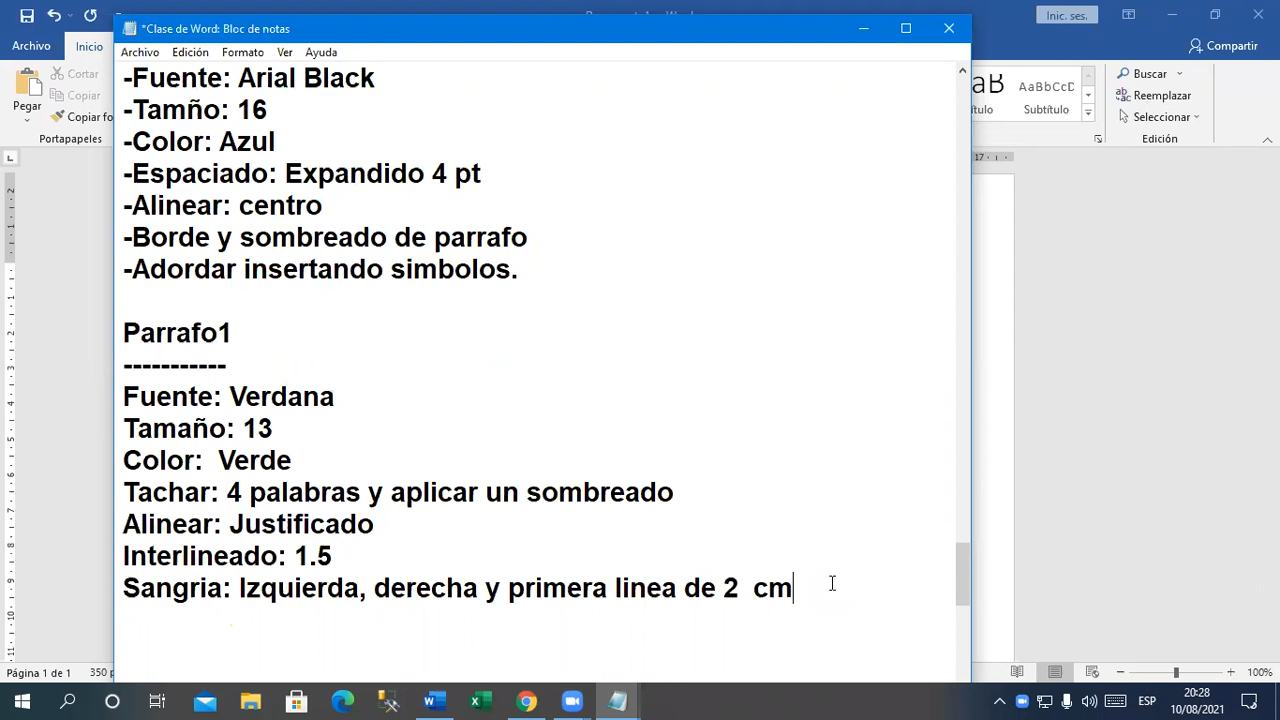 Inic. ses.
*Clase de Word: Bloc de notas
Archivo Inicio
Compartir
Archivo Edición Formato Ver Ayuda
Cortar
Copiar
Copiar fo
Pegar
Portapapeles
AaBbCcD
Subtítulo
Buscar
Reemplazar
Seleccionar
Edición
-Fuente: Arial Black
-Tamño: 16
-Color: Azul
-Espaciado: Expandido 4 pt
-Alinear: centro
-Borde y sombreado de parrafo
-Adordar insertando simbolos.
Parrafo1
-----------
Fuente: Verdana
Tamaño: 13
Color:  Verde
Tachar: 4 palabras y aplicar un sombreado
Alinear: Justificado
Interlineado: 1.5
Sangria: Izquierda, derecha y primera linea de 2  cm
Página 1 de 1
100%
ESP
20:28
10/08/2021